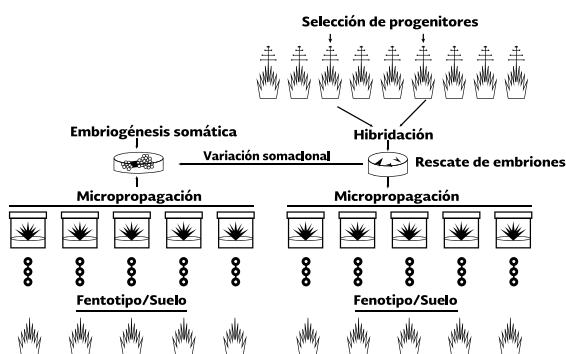 Selección de progenitores
Embriogénesis somática
Hibridación
Variación somaclonal
Rescate de embriones
Micropropagación
Micropropagación
Fentotipo/Suelo
Fenotipo/Suelo